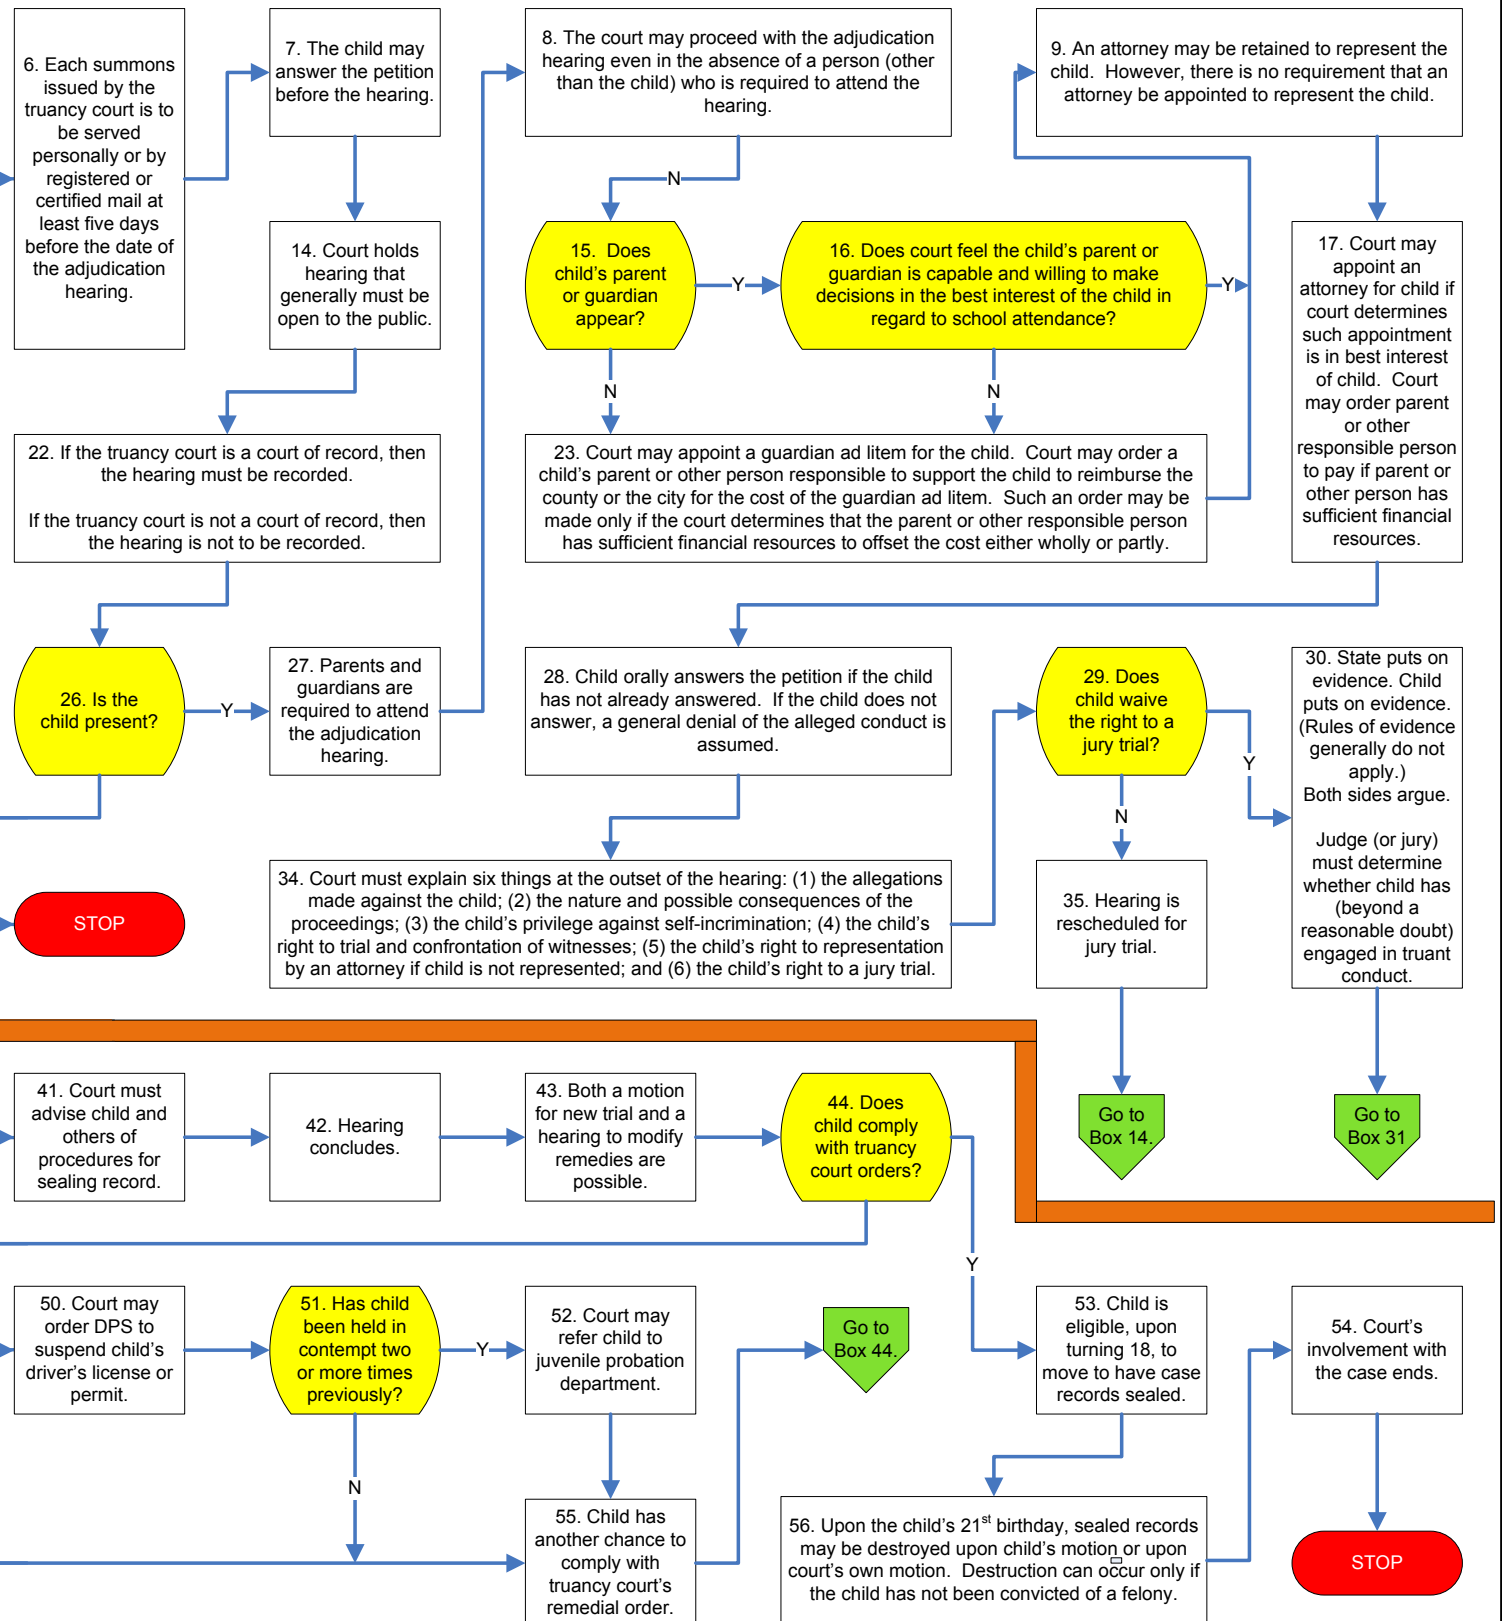 6. Each summons
issued by the
truancy court is to
be served
personally or by
registered or
certified mail at
least five days
before the date of
the adjudication
hearing.
7. The child may
answer the petition
before the hearing.
8. The court may proceed with the adjudication
hearing even in the absence of a person (other
than the child) who is required to attend the
hearing.
9. An attorney may be retained to represent the
child. However, there is no requirement that an
attorney be appointed to represent the child.
N
14. Court holds
hearing that
generally must be
open to the public.
15. Does
child’s parent
or guardian
appear?
Y
16. Does court feel the child’s parent or
guardian is capable and willing to make
decisions in the best interest of the child in
regard to school attendance?
Y
17. Court may
appoint an
attorney for child if
court determines
such appointment
is in best interest
of child. Court
may order parent
or other
responsible person
to pay if parent or
other person has
sufficient financial
resources.
N
N
22. If the truancy court is a court of record, then
the hearing must be recorded.
If the truancy court is not a court of record, then
the hearing is not to be recorded.
23. Court may appoint a guardian ad litem for the child. Court may order a
child’s parent or other person responsible to support the child to reimburse the
county or the city for the cost of the guardian ad litem. Such an order may be
made only if the court determines that the parent or other responsible person
has sufficient financial resources to offset the cost either wholly or partly.
26. Is the
child present?
Y
27. Parents and
guardians are
required to attend
the adjudication
hearing.
28. Child orally answers the petition if the child
has not already answered. If the child does not
answer, a general denial of the alleged conduct is
assumed.
29. Does
child waive
the right to a
jury trial?
Y
N
30. State puts on
evidence. Child
puts on evidence.
(Rules of evidence
generally do not
apply.)
Both sides argue.
Judge (or jury)
must determine
whether child has
(beyond a
reasonable doubt)
engaged in truant
conduct.
STOP
34. Court must explain six things at the outset of the hearing: (1) the allegations
made against the child; (2) the nature and possible consequences of the
proceedings; (3) the child’s privilege against self-incrimination; (4) the child’s
right to trial and confrontation of witnesses; (5) the child’s right to representation
by an attorney if child is not represented; and (6) the child’s right to a jury trial.
35. Hearing is
rescheduled for
jury trial.
Go to
Box 14.
Go to
Box 31
41. Court must
advise child and
others of
procedures for
sealing record.
42. Hearing
concludes.
43. Both a motion
for new trial and a
hearing to modify
remedies are
possible.
44. Does
child comply
with truancy
court orders?
Y
50. Court may
order DPS to
suspend child’s
driver’s license or
permit.
51. Has child
been held in
contempt two
or more times
previously?
Y
N
52. Court may
refer child to
juvenile probation
department.
Go to
Box 44.
53. Child is
eligible, upon
turning 18, to
move to have case
records sealed.
54. Court’s
involvement with
the case ends.
55. Child has
another chance to
comply with
truancy court’s
remedial order.
56. Upon the child’s 21st birthday, sealed records
may be destroyed upon child’s motion or upon
court’s own motion. Destruction can occur only if
the child has not been convicted of a felony.
STOP